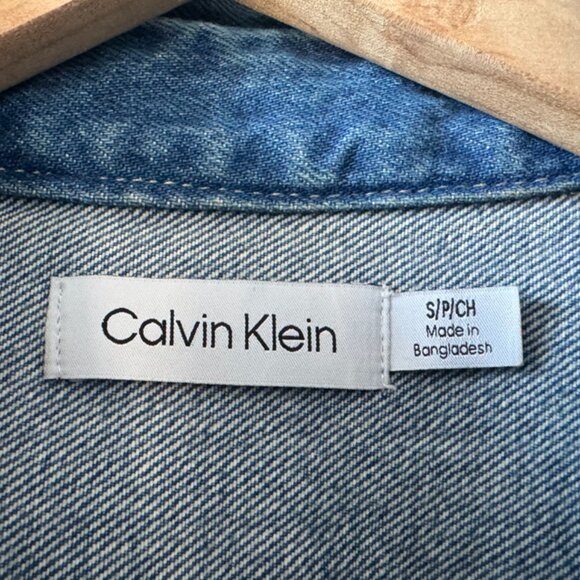 Calvin Klein
S/P/CH
Made in
Bangladesh